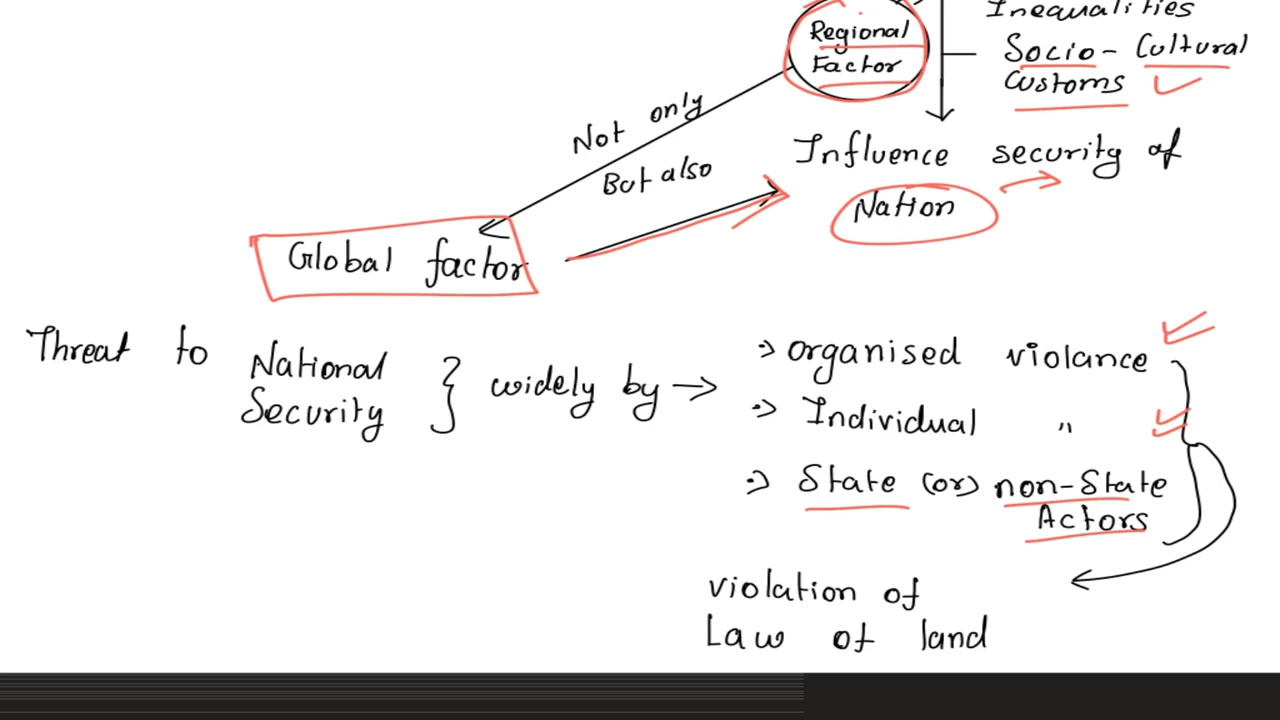 Inequalities
Regional
Factor
Socio- Cultural
Customs
Not only
But also
Influence security of
Nation
Global factor
Threat to National
Security
widely by
organised violance
Individual "
State (or) non-State
Actors
violation of
Law of land